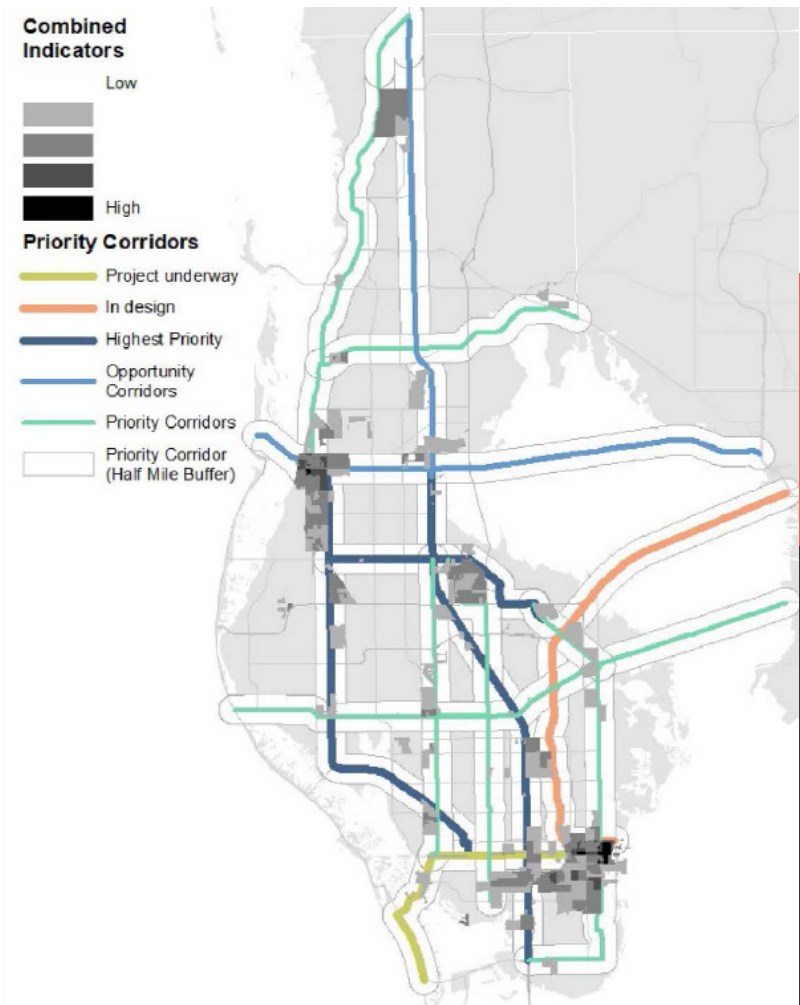 Combined
Indicators
Low
High
Priority Corridors
Project underway
In design
Highest Priority
Opportunity
Corridors
Priority Corridors
Priority Corridor
(Half Mile Buffer)